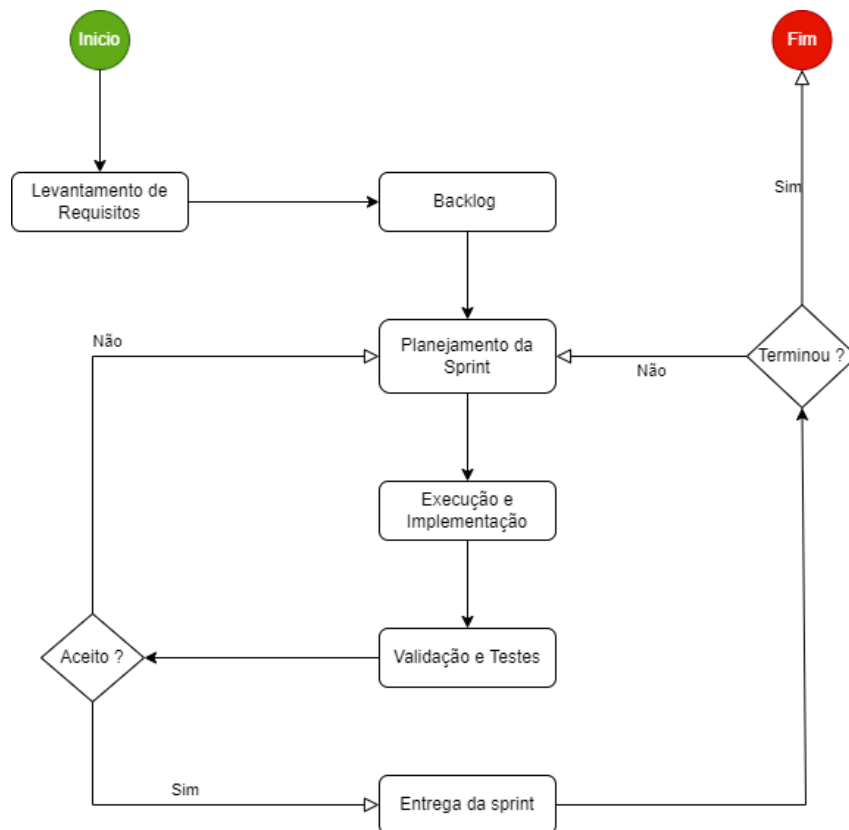 Inicio
Fim
Levantamento de
Requisitos
Backlog
Sim
Não
Planejamento da
Sprint
Não
Terminou ?
Execução e
Implementação
Aceito ?
Validação e Testes
Sim
Entrega da sprint